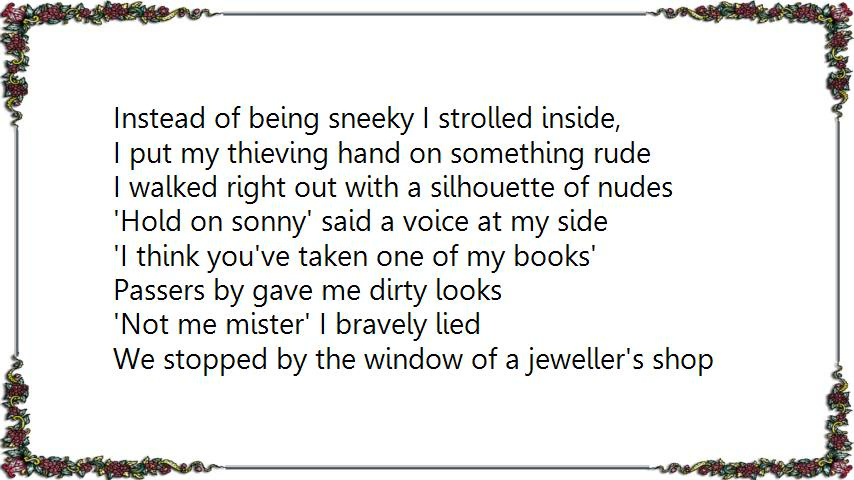 Instead of being sneeky I strolled inside,
I put my thieving hand on something rude
I walked right out with a silhouette of nudes
'Hold on sonny' said a voice at my side
'I think you've taken one of my books'
Passers by gave me dirty looks
'Not me mister' I bravely lied
We stopped by the window of a jeweller's shop